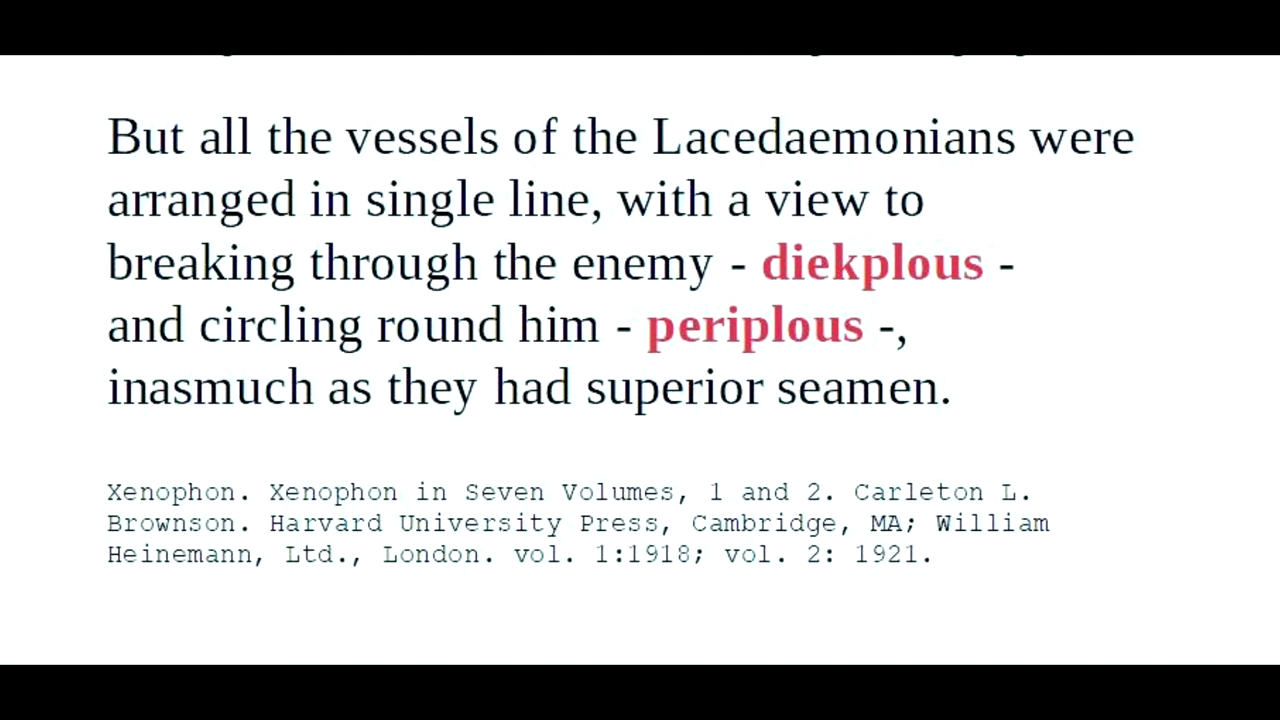 But all the vessels of the Lacedaemonians were
arranged in single line, with a view to
breaking through the enemy - diekplous -
and circling round him - periplous -,
inasmuch as they had superior seamen.
Xenophon. Xenophon in Seven Volumes, 1 and 2. Carleton L.
Brownson. Harvard University Press, Cambridge, MA; William
Heinemann, Ltd., London. vol. 1:1918; vol. 2: 1921.